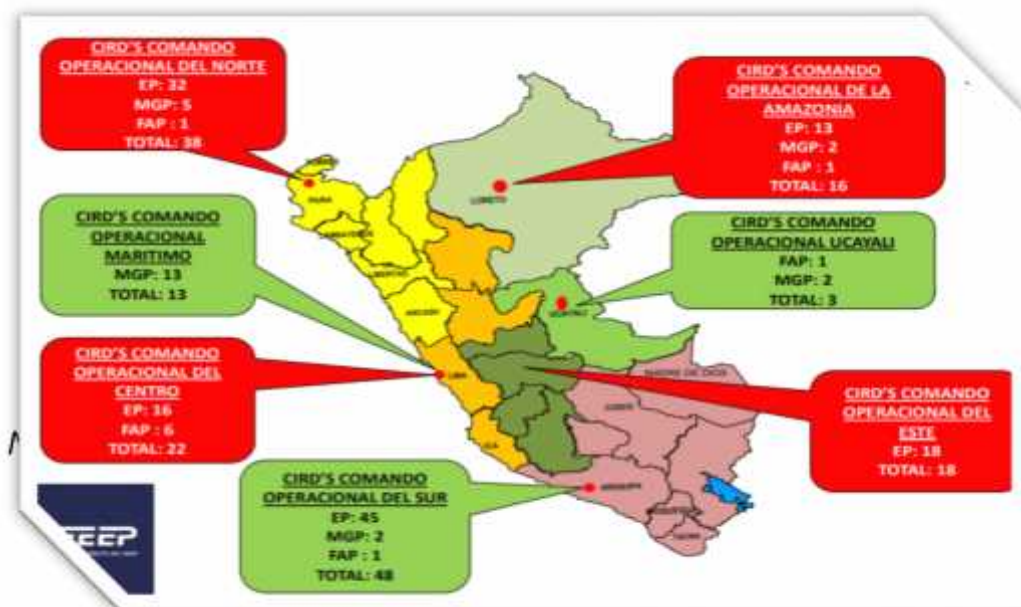 CIRD'S COMANDO
OPERACIONAL DEL NORTE
EP: 32
MGP: 5
FAP : 1
TOTAL: 38
CIRD'S COMANDO
OPERACIONAL DE LA
AMAZONIA
EP: 13
MGP: 2
FAP : 1
TOTAL: 16
CIRD'S COMANDO
OPERACIONAL
MARITIMO
MGP: 13
TOTAL: 13
CIRD'S COMANDO
OPERACIONAL UCAYALI
FAP: 1
MGP: 2
TOTAL: 3
CIRD'S COMANDO
OPERACIONAL DEL
CENTRO
EP: 16
FAP : 6
TOTAL: 22
CIRD'S COMANDO
OPERACIONAL DEL
ESTE
EP: 18
TOTAL: 18
CIRD'S COMANDO
OPERACIONAL DEL SUR
EP: 45
MGP: 2
FAP : 1
TOTAL: 48
LORETO
LIMA
ICA
MADRE DE DIOS
AREQUIPA